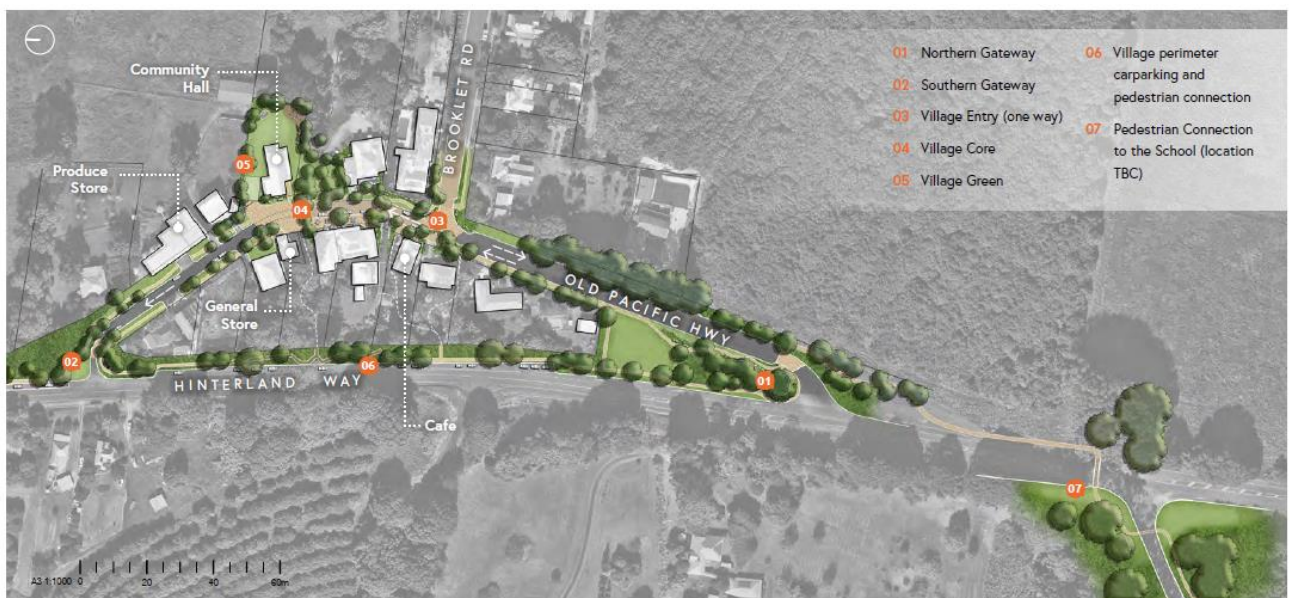 Community
Hall
Produce
Store
General
Store
Cafe
BROOKLET RD
OLD PACIFIC HWY
HINTERLAND WAY
05
04
03
02
06
01
07
01 Northern Gateway
02 Southern Gateway
03 Village Entry (one way)
04 Village Core
05 Village Green
06 Village perimeter
carparking and
pedestrian connection
07 Pedestrian Connection
to the School (location
TBC)
A3 1:1000 0 20 40 60m